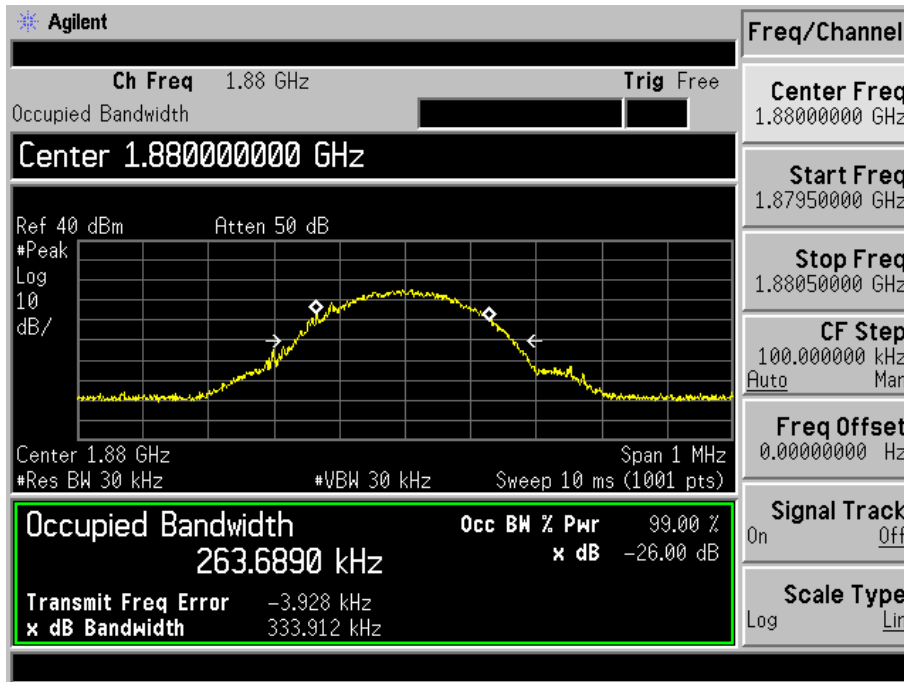 Agilent
Freq/Channel
Ch Freq 1.88 GHz Trig Free
Occupied Bandwidth
Center 1.880000000 GHz
Ref 40 dBm Atten 50 dB
#Peak
Log
10
dB/
Center 1.88 GHz Span 1 MHz
#Res BW 30 kHz #VBW 30 kHz Sweep 10 ms (1001 pts)
Occupied Bandwidth Occ BW % Pwr 99.00 %
263.6890 kHz x dB -26.00 dB
Transmit Freq Error -3.928 kHz
x dB Bandwidth 333.912 kHz
Center Freq
1.88000000 GHz
Start Freq
1.87950000 GHz
Stop Freq
1.88050000 GHz
CF Step
100.000000 kHz
Auto Man
Freq Offset
0.00000000 Hz
Signal Track
On Off
Scale Type
Log Lin